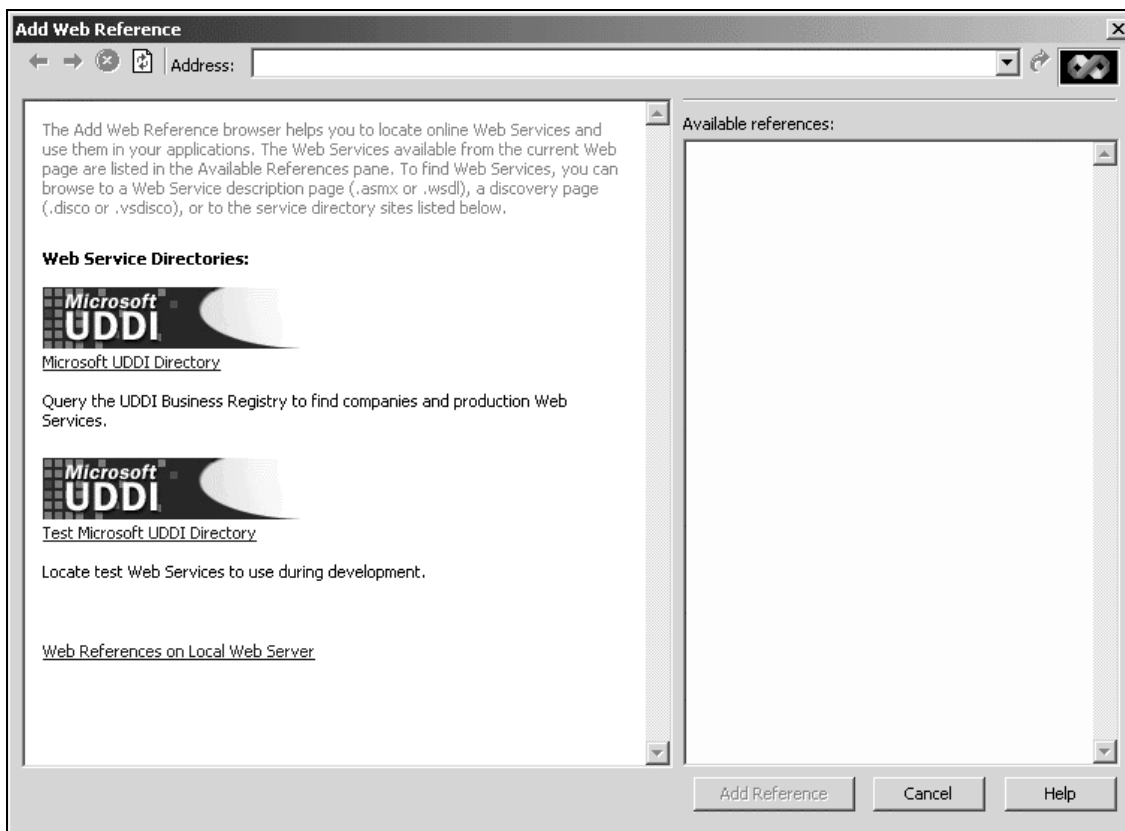 Add Web Reference
Address:
The Add Web Reference browser helps you to locate online Web Services and
use them in your applications. The Web Services available from the current Web
page are listed in the Available References pane. To find Web Services, you can
browse to a Web Service description page (.asmx or .wsdl), a discovery page
(.disco or .vsdisco), or to the service directory sites listed below.
Web Service Directories:
Microsoft
UDDI
Microsoft UDDI Directory
Query the UDDI Business Registry to find companies and production Web
Services.
Microsoft
UDDI
Test Microsoft UDDI Directory
Locate test Web Services to use during development.
Web References on Local Web Server
Available references:
Add Reference
Cancel
Help